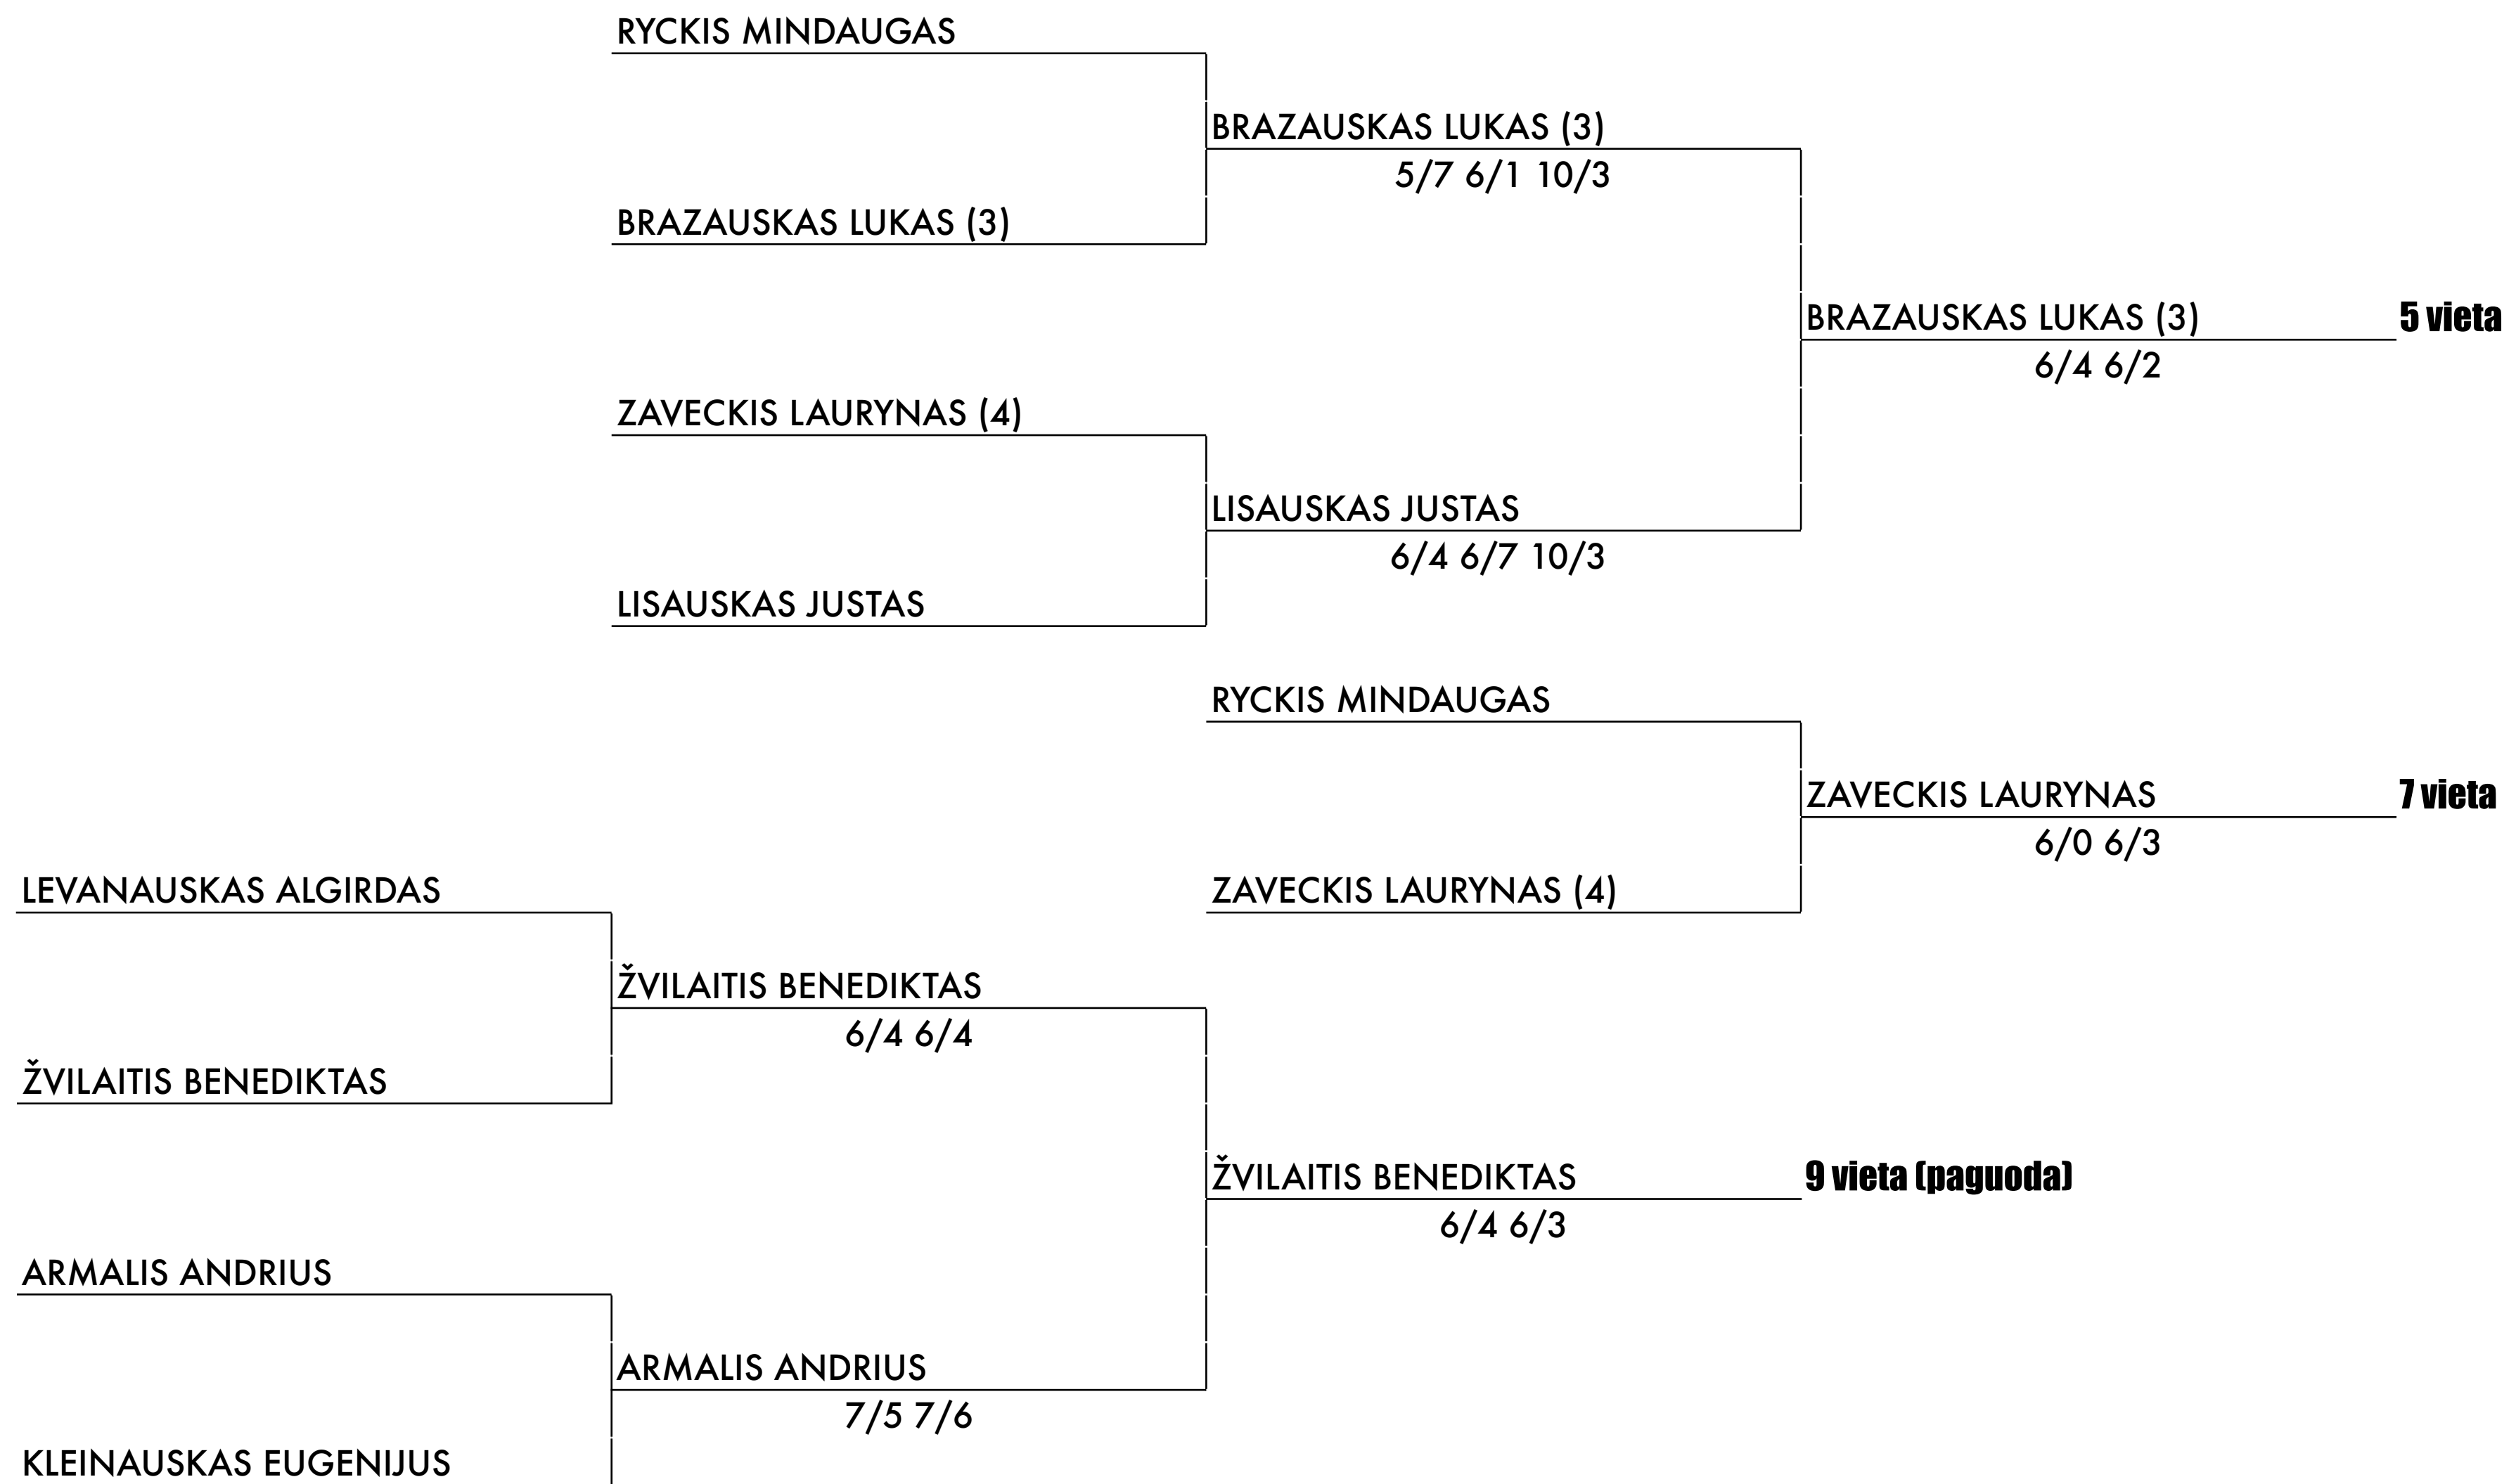 RYCKIS MINDAUGAS
BRAZAUSKAS LUKAS (3)
5/7 6/1 10/3
BRAZAUSKAS LUKAS (3)
BRAZAUSKAS LUKAS (3) 5 vieta
6/4 6/2
ZAVECKIS LAURYNAS (4)
LISAUSKAS JUSTAS
6/4 6/7 10/3
LISAUSKAS JUSTAS
RYCKIS MINDAUGAS
ZAVECKIS LAURYNAS 7 vieta
6/0 6/3
LEVANAUSKAS ALGIRDAS ZAVECKIS LAURYNAS (4)
ŽVILAITIS BENEDIKTAS
6/4 6/4
ŽVILAITIS BENEDIKTAS
ŽVILAITIS BENEDIKTAS 9 vieta (paguoda)
6/4 6/3
ARMALIS ANDRIUS
ARMALIS ANDRIUS
7/5 7/6
KLEINAUSKAS EUGENIJUS